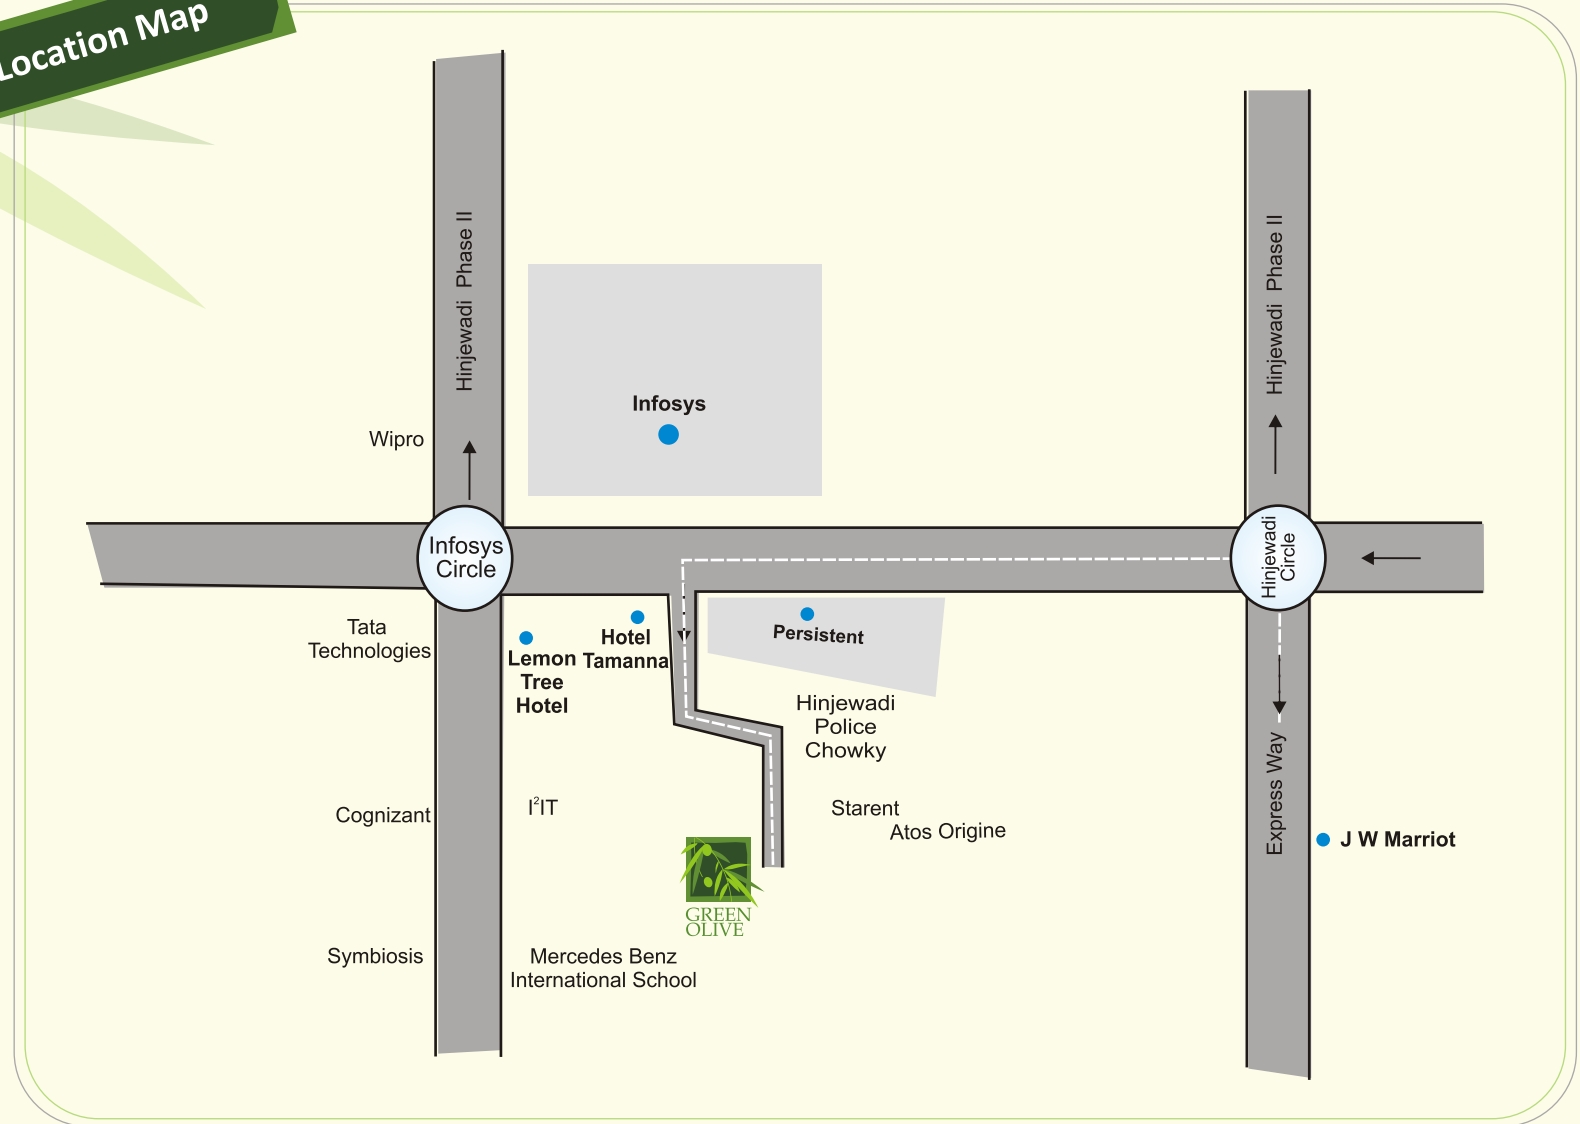 Location Map
Hinjewadi Phase II
Hinjewadi Phase II
Infosys
Wipro
Infosys
Circle
Hinjewadi
Circle
Tata
Technologies
Lemon
Tree
Hotel
Hotel
Tamanna
Persistent
Hinjewadi
Police
Chowky
Express Way
Cognizant
I²IT
Starent
Atos Origine
J W Marriot
GREEN
OLIVE
Symbiosis
Mercedes Benz
International School